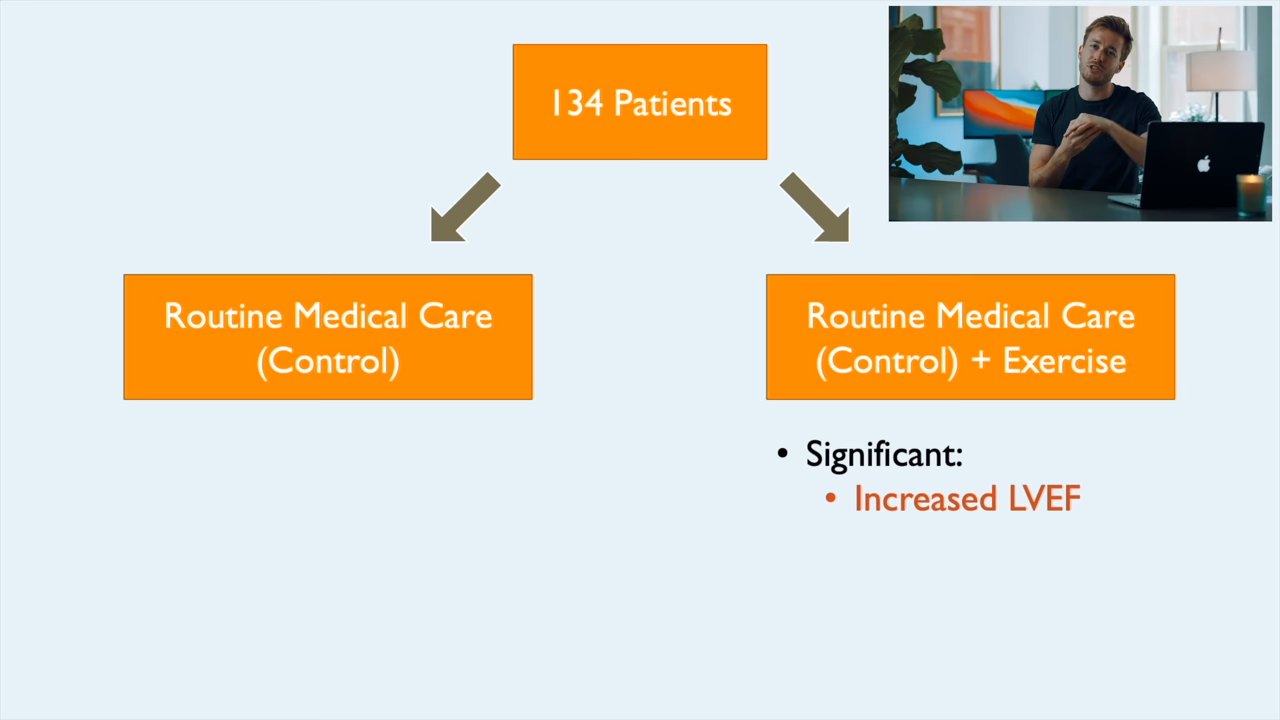 134 Patients
Routine Medical Care
(Control)
Routine Medical Care
(Control) + Exercise
• Significant:
• Increased LVEF